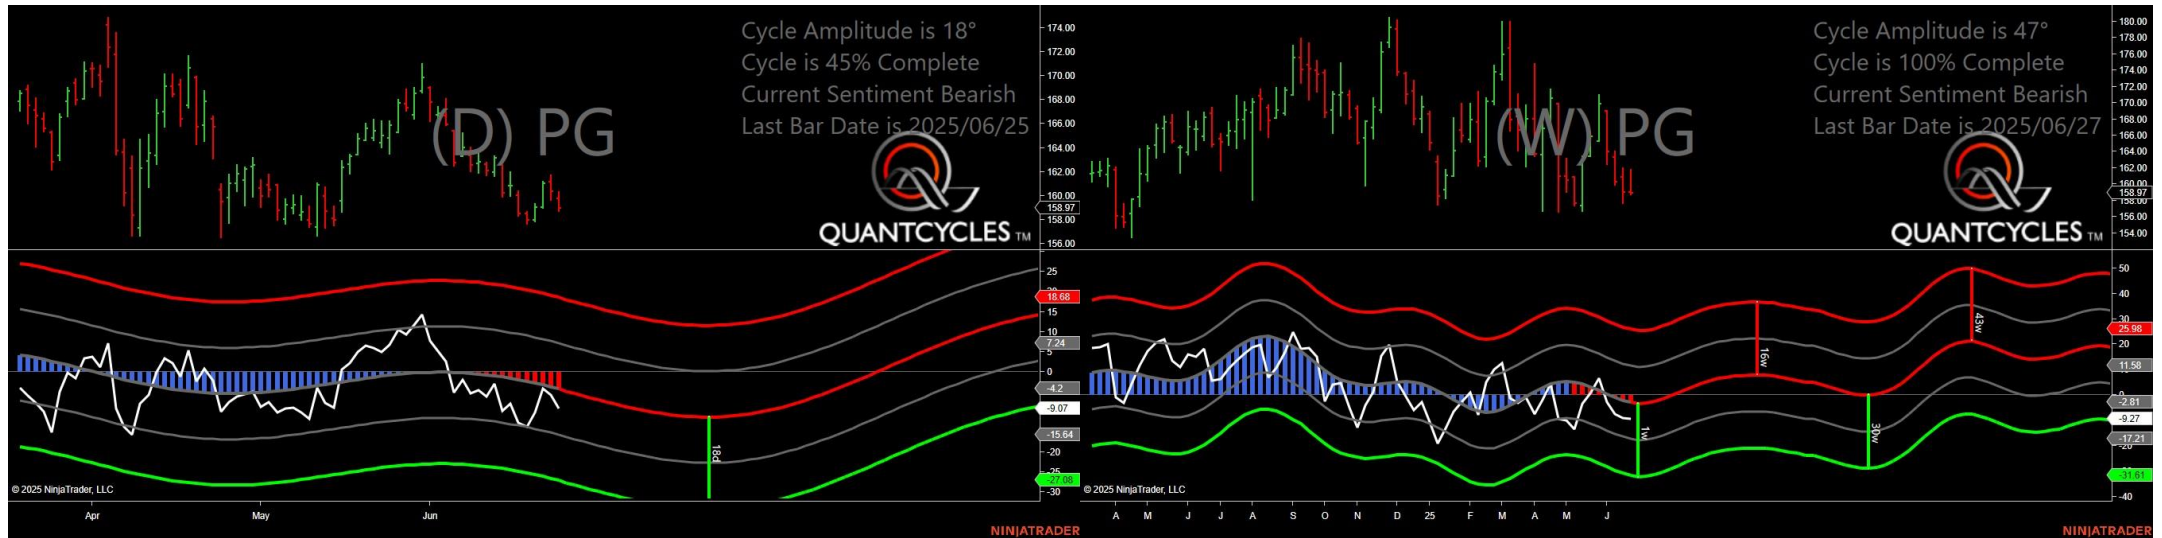 Cycle Amplitude is 18°
Cycle is 45% Complete
Current Sentiment Bearish
Last Bar Date is 2025/06/25
(D) PG
QUANTCYCLES TM
174.00
172.00
170.00
168.00
166.00
164.00
162.00
160.00
158.97
158.00
156.00
25
18.68
15
10
7.24
5
0
-4.2
-9.07
-15.64
-20
-25
-27.08
-30
18d
© 2025 NinjaTrader, LLC
Apr May Jun
NINJATRADER
Cycle Amplitude is 47°
Cycle is 100% Complete
Current Sentiment Bearish
Last Bar Date is 2025/06/27
(W) PG
QUANTCYCLES TM
180.00
178.00
176.00
174.00
172.00
170.00
168.00
166.00
164.00
162.00
160.00
158.97
158.00
156.00
154.00
50
40
30
25.98
20
11.58
-2.81
-9.27
-17.21
-31.61
-40
1w
16w
30w
43w
© 2025 NinjaTrader, LLC
A M J J A S O N D 25 F M A M J
NINJATRADER